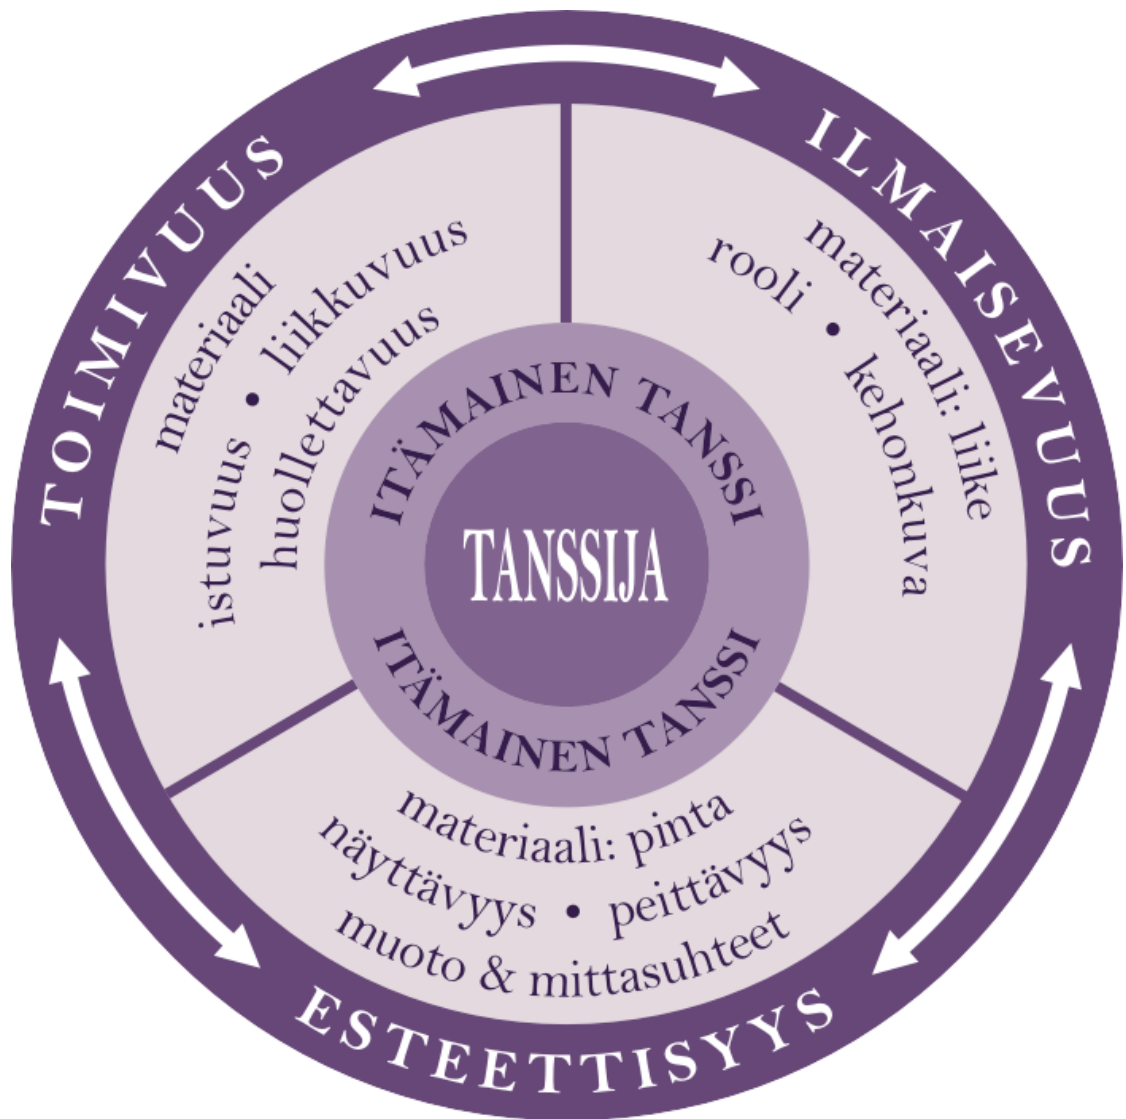 TOIMIVUUS
materiaali
istuvuus • liikkuvuus
huollettavuus
ILMAISEVUUS
materiaali: liike
rooli • kehonkuva
ITÄMAINEN TANSSI
TANSSIJA
ITÄMAINEN TANSSI
materiaali: pinta
näyttävyys • peittävyys
muoto & mittasuhteet
ESTEETTISYYS